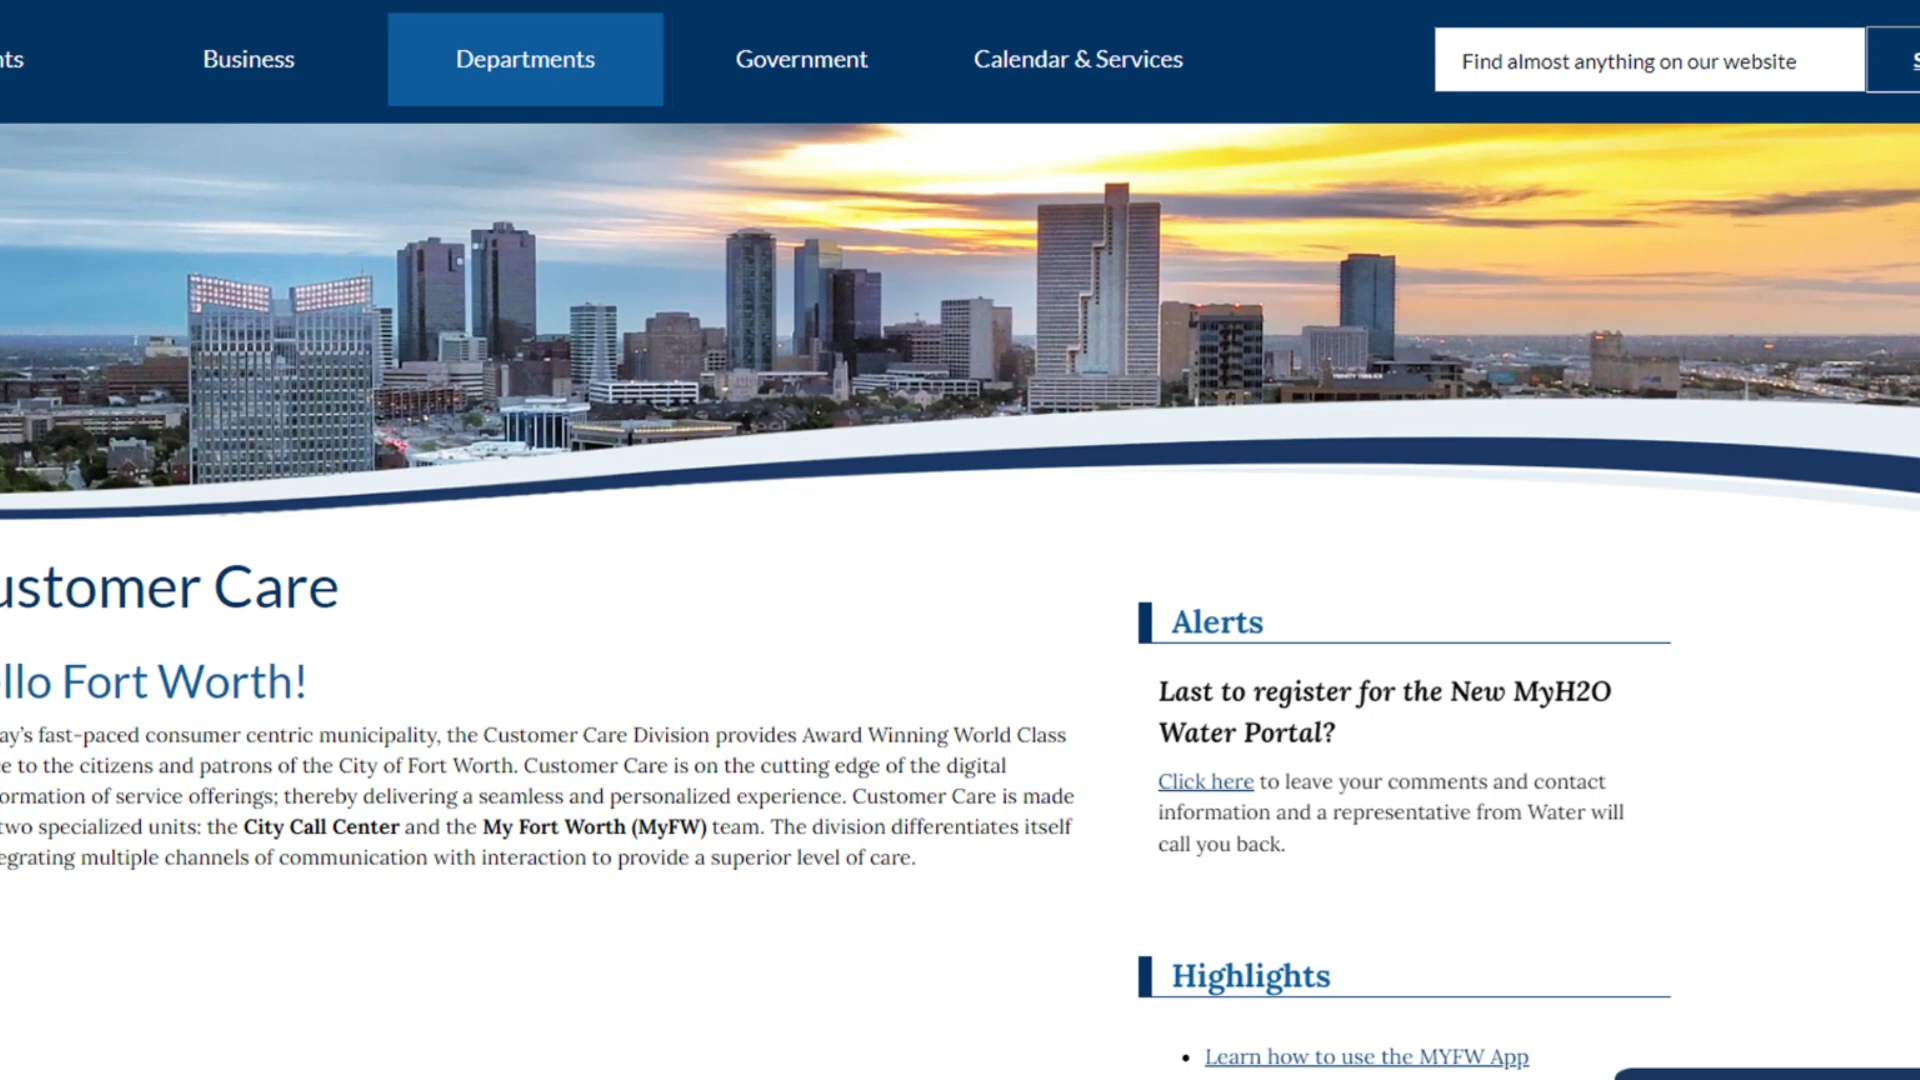 nts
Business
Departments
Government
Calendar & Services
Find almost anything on our website
ustomer Care
llo Fort Worth!
ay's fast-paced consumer centric municipality, the Customer Care Division provides Award Winning World Class
e to the citizens and patrons of the City of Fort Worth. Customer Care is on the cutting edge of the digital
ormation of service offerings; thereby delivering a seamless and personalized experience. Customer Care is made
two specialized units: the City Call Center and the My Fort Worth (MyFW) team. The division differentiates itself
egrating multiple channels of communication with interaction to provide a superior level of care.
Alerts
Last to register for the New MyH2O
Water Portal?
Click here to leave your comments and contact
information and a representative from Water will
call you back.
Highlights
• Learn how to use the MYFW App